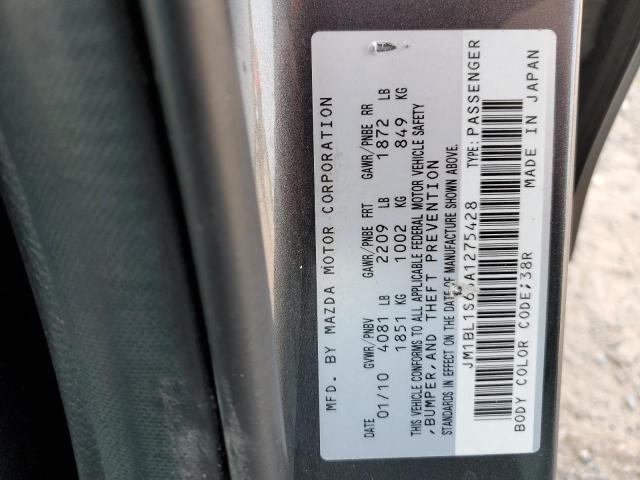 MFD. BY MAZDA MOTOR CORPORATION
DATE GVWR/PNBV GAWR/PNBE FRT GAWR/PNBE RR
01/10 4081 LB 2209 LB 1872 LB
1851 KG 1002 KG 849 KG
THIS VEHICLE CONFORMS TO ALL APPLICABLE FEDERAL MOTOR VEHICLE SAFETY
,BUMPER,AND THEFT PREVENTION
STANDARDS IN EFFECT ON THE DATE OF MANUFACTURE SHOWN ABOVE.
TYPE: PASSENGER
BODY COLOR CODE;38R MADE IN JAPAN